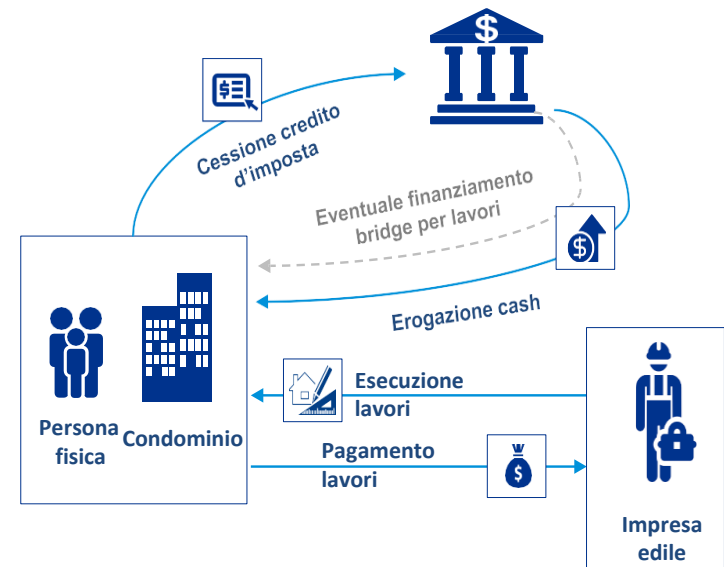 $
$
Cessione credito
d'imposta
Eventuale finanziamento
bridge per lavori
$
Erogazione cash
Persona
fisica
Condominio
Esecuzione
lavori
Pagamento
lavori
$
Impresa
edile